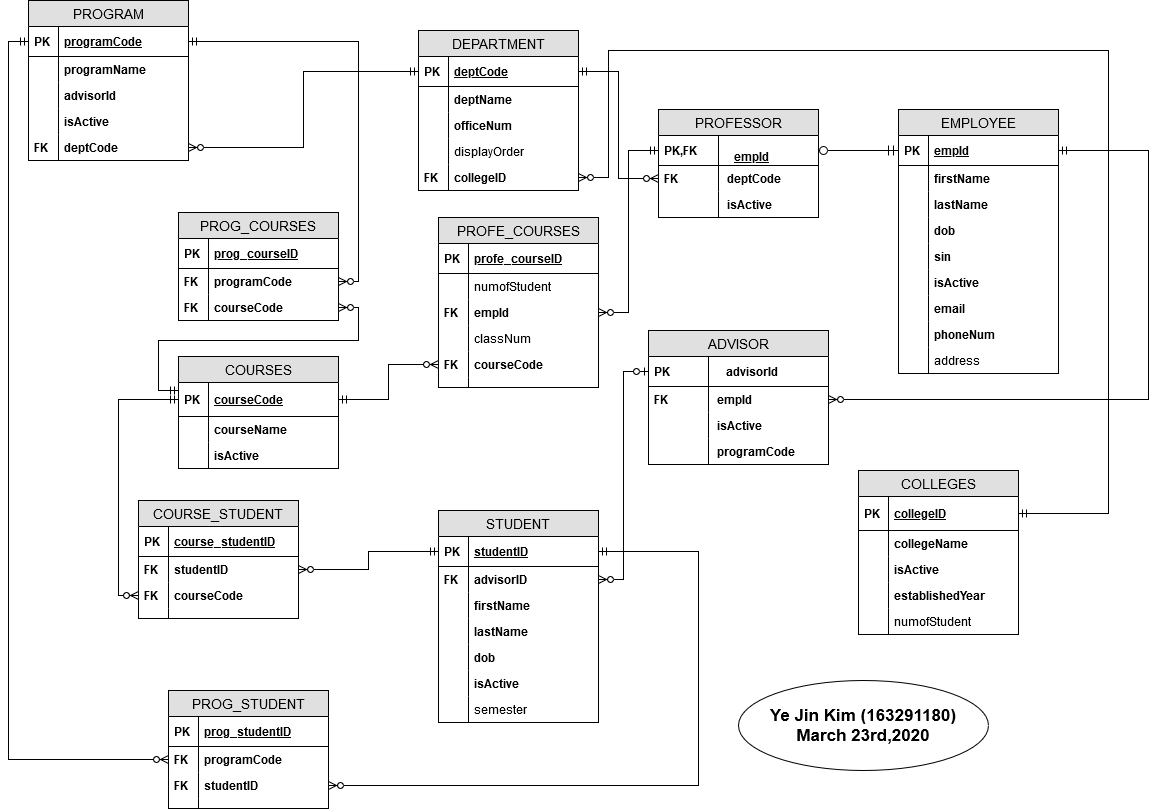 PROGRAM
PK programCode
programName
advisorId
isActive
FK deptCode
DEPARTMENT
PK deptCode
deptName
officeNum
displayOrder
FK collegeID
PROFESSOR
PK,FK empId
FK deptCode
isActive
EMPLOYEE
PK empId
firstName
lastName
dob
sin
isActive
email
phoneNum
address
PROG_COURSES
PK prog_courseID
FK programCode
FK courseCode
PROFE_COURSES
PK profe_courseID
numofStudent
FK empId
classNum
FK courseCode
ADVISOR
PK advisorId
FK empId
isActive
programCode
COURSES
PK courseCode
courseName
isActive
COLLEGES
PK collegeID
collegeName
isActive
establishedYear
numofStudent
COURSE_STUDENT
PK course_studentID
FK studentID
FK courseCode
STUDENT
PK studentID
FK advisorID
firstName
lastName
dob
isActive
semester
PROG_STUDENT
PK prog_studentID
FK programCode
FK studentID
Ye Jin Kim (163291180)
March 23rd,2020